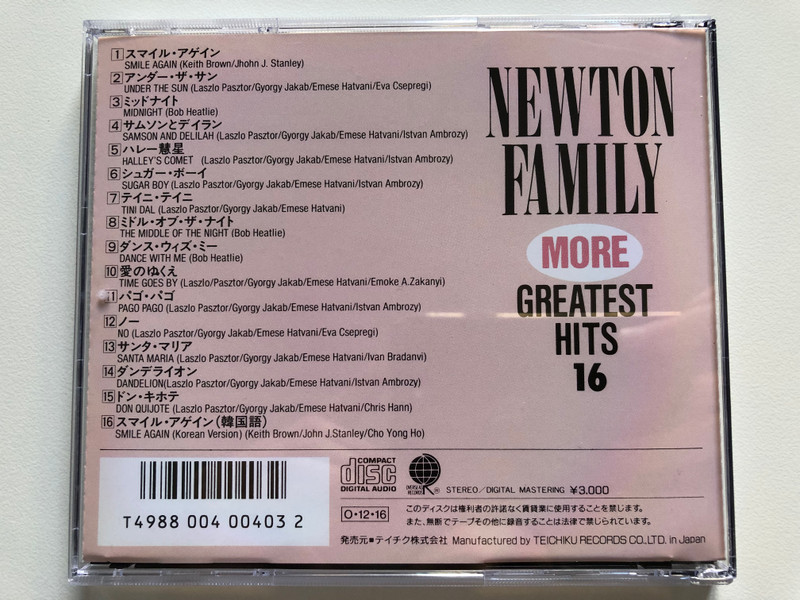 1 スマイル・アゲイン
SMILE AGAIN (Keith Brown/Jhohn J. Stanley)
2 アンダー・ザ・サン
UNDER THE SUN (Laszlo Pasztor/Gyorgy Jakab/Emese Hatvani/Eva Csepregi)
3 ミッドナイト
MIDNIGHT (Bob Heatlie)
4 サムソンとデイラン
SAMSON AND DELILAH (Laszlo Pasztor/Gyorgy Jakab/Emese Hatvani/Istvan Ambrozy)
5 ハレー慧星
HALLEY'S COMET (Laszlo Pasztor/Gyorgy Jakab/Emese Hatvani/Istvan Ambrozy)
6 シュガー・ボーイ
SUGAR BOY (Laszlo Pasztor/Gyorgy Jakab/Emese Hatvani/Istvan Ambrozy)
7 テイニ・テイニ
TINI DAL (Laszlo Pasztor/Gyorgy Jakab/Emese Hatvani)
8 ミドル・オブ・ザ・ナイト
THE MIDDLE OF THE NIGHT (Bob Heatlie)
9 ダンス・ウィズ・ミー
DANCE WITH ME (Bob Heatlie)
10 愛のゆくえ
TIME GOES BY (Laszlo Pasztor/Gyorgy Jakab/Emese Hatvani/Emoke A.Zakanyi)
11 パゴ・パゴ
PAGO PAGO (Laszlo Pasztor/Gyorgy Jakab/Emese Hatvani/Istvan Ambrozy)
12 ノー
NO (Laszlo Pasztor/Gyorgy Jakab/Emese Hatvani/Eva Csepregi)
13 サンタ・マリア
SANTA MARIA (Laszlo Pasztor/Gyorgy Jakab/Emese Hatvani/Ivan Bradanvi)
14 ダンデライオン
DANDELION(Laszlo Pasztor/Gyorgy Jakab/Emese Hatvani/Istvan Ambrozy)
15 ドン・キホテ
DON QUIJOTE (Laszlo Pasztor/Gyorgy Jakab/Emese Hatvani/Chris Hann)
16 スマイル・アゲイン(韓国語)
SMILE AGAIN (Korean Version) (Keith Brown/John J.Stanley/Cho Yong Ho)
NEWTON
FAMILY
MORE
GREATEST
HITS
16
T4988 004 00403 2
COMPACT
disc
DIGITAL AUDIO
OVERSEAS
RECORDS
R
STEREO/DIGITAL MASTERING ¥3,000
O・12・16
このディスクは権利者の許諾なく賃貸業に使用することを禁じます。
また、無断でテープその他に録音することは法律で禁じられています。
発売元■テイチク株式会社 Manufactured by TEICHIKU RECORDS CO.,LTD. in Japan